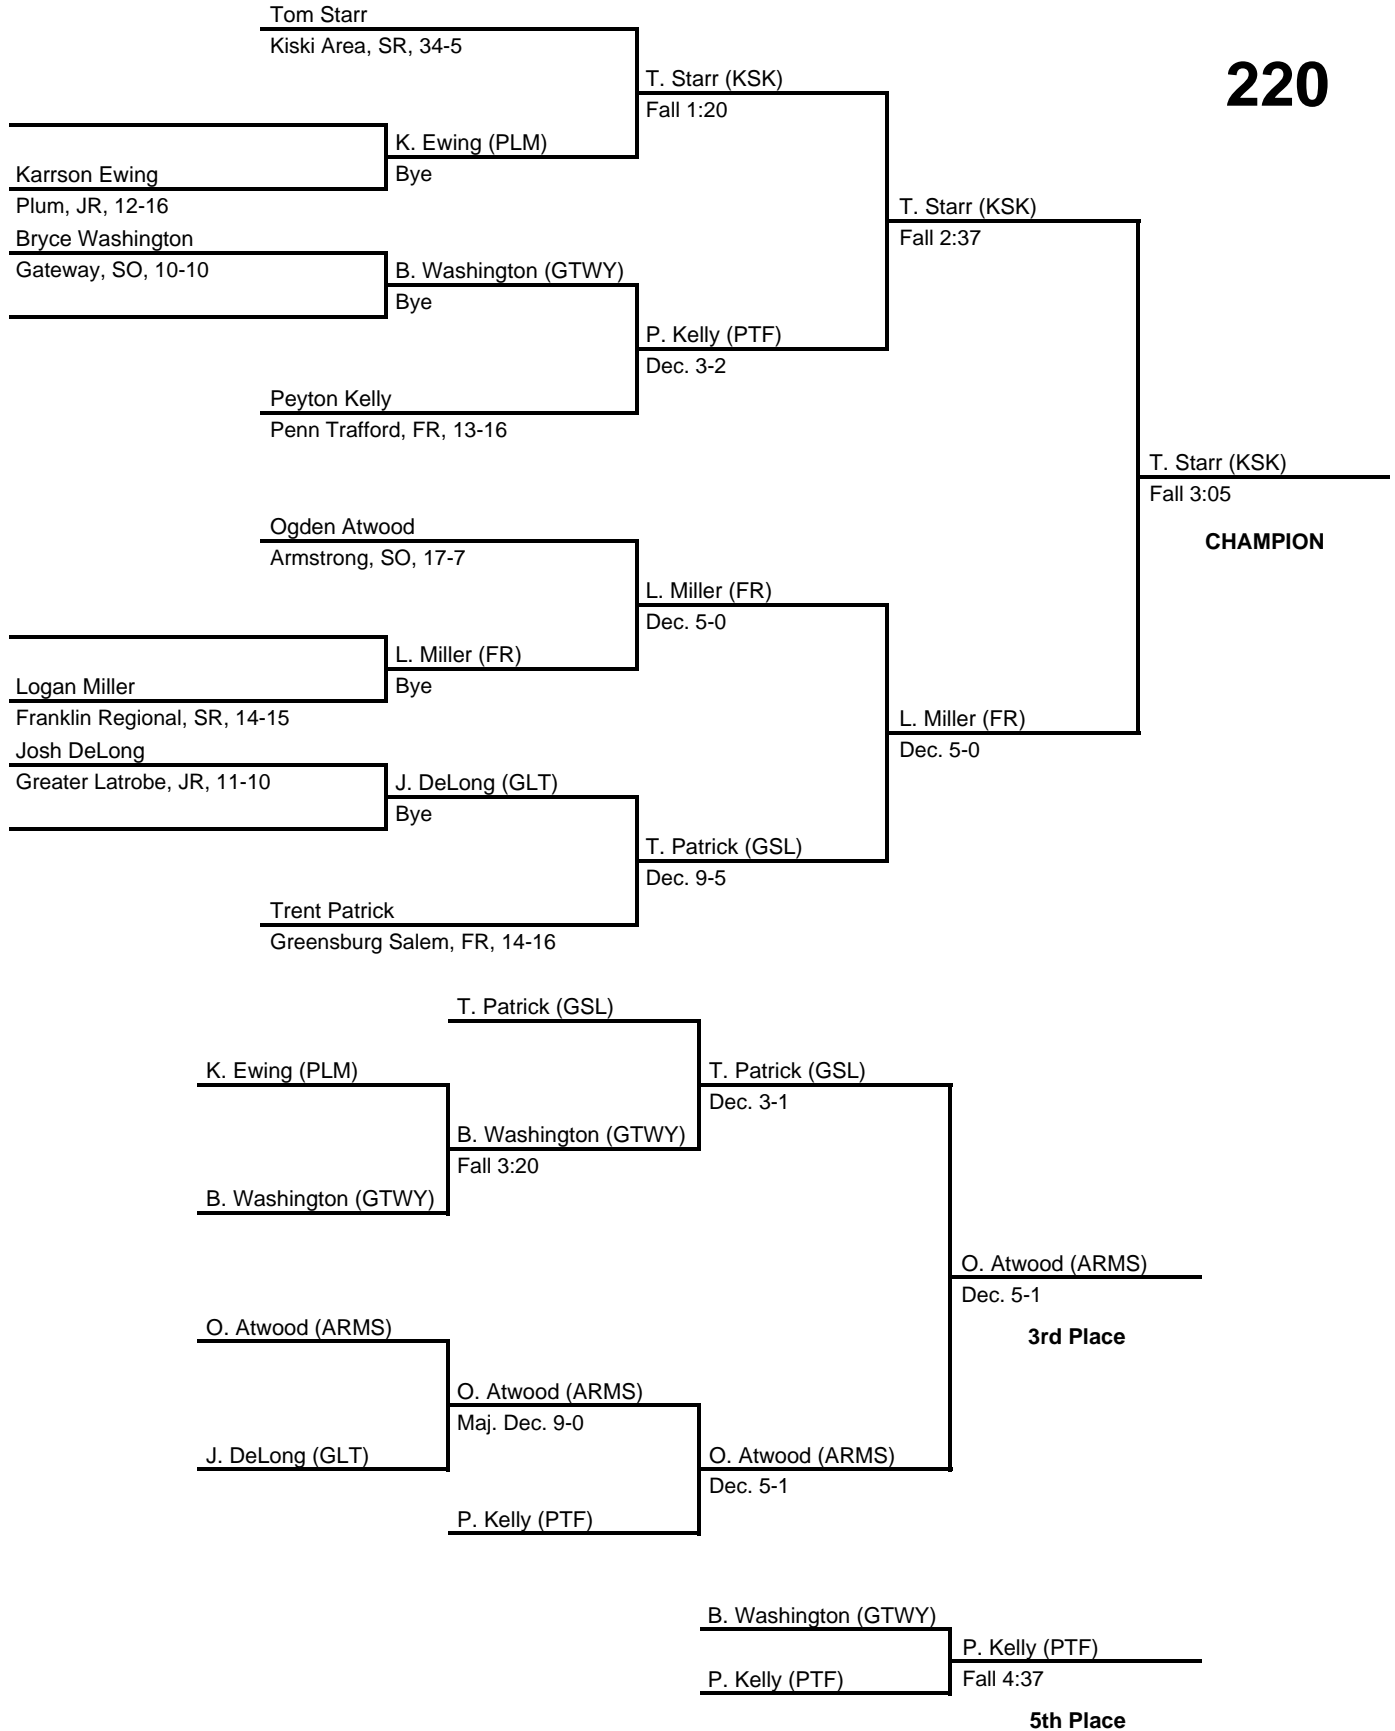 Tom Starr
Kiski Area, SR, 34-5
220
T. Starr (KSK)
Fall 1:20
K. Ewing (PLM)
Bye
Karrson Ewing
Plum, JR, 12-16
T. Starr (KSK)
Fall 2:37
Bryce Washington
Gateway, SO, 10-10
B. Washington (GTWY)
Bye
P. Kelly (PTF)
Dec. 3-2
Peyton Kelly
Penn Trafford, FR, 13-16
T. Starr (KSK)
Fall 3:05
CHAMPION
Ogden Atwood
Armstrong, SO, 17-7
L. Miller (FR)
Dec. 5-0
L. Miller (FR)
Bye
Logan Miller
Franklin Regional, SR, 14-15
L. Miller (FR)
Dec. 5-0
Josh DeLong
Greater Latrobe, JR, 11-10
J. DeLong (GLT)
Bye
T. Patrick (GSL)
Dec. 9-5
Trent Patrick
Greensburg Salem, FR, 14-16
T. Patrick (GSL)
K. Ewing (PLM)
T. Patrick (GSL)
Dec. 3-1
B. Washington (GTWY)
Fall 3:20
B. Washington (GTWY)
O. Atwood (ARMS)
Dec. 5-1
3rd Place
O. Atwood (ARMS)
O. Atwood (ARMS)
Maj. Dec. 9-0
J. DeLong (GLT)
O. Atwood (ARMS)
Dec. 5-1
P. Kelly (PTF)
B. Washington (GTWY)
P. Kelly (PTF)
Fall 4:37
P. Kelly (PTF)
5th Place